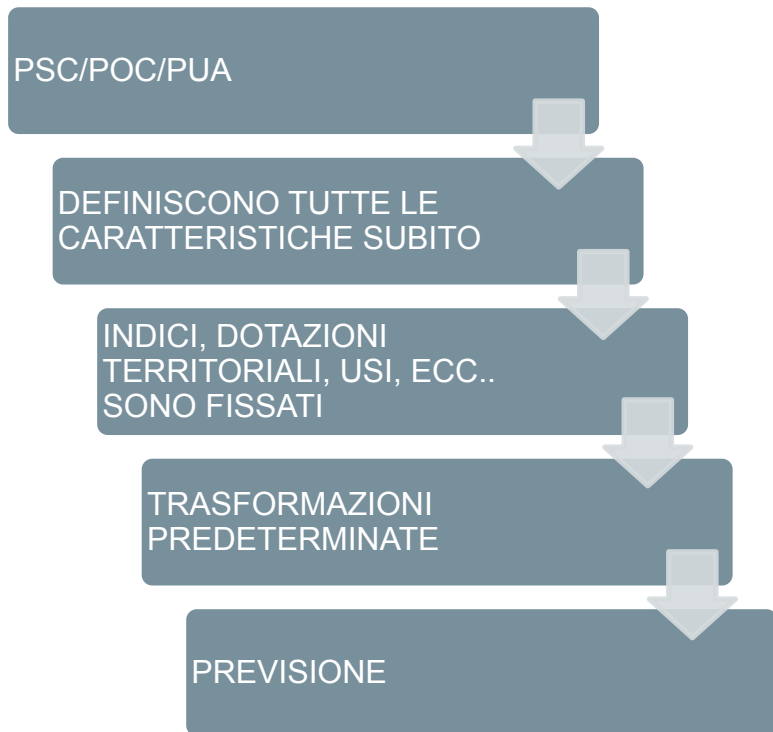 PSC/POC/PUA
DEFINISCONO TUTTE LE
CARATTERISTICHE SUBITO
INDICI, DOTAZIONI
TERRITORIALI, USI, ECC..
SONO FISSATI
TRASFORMAZIONI
PREDETERMINATE
PREVISIONE